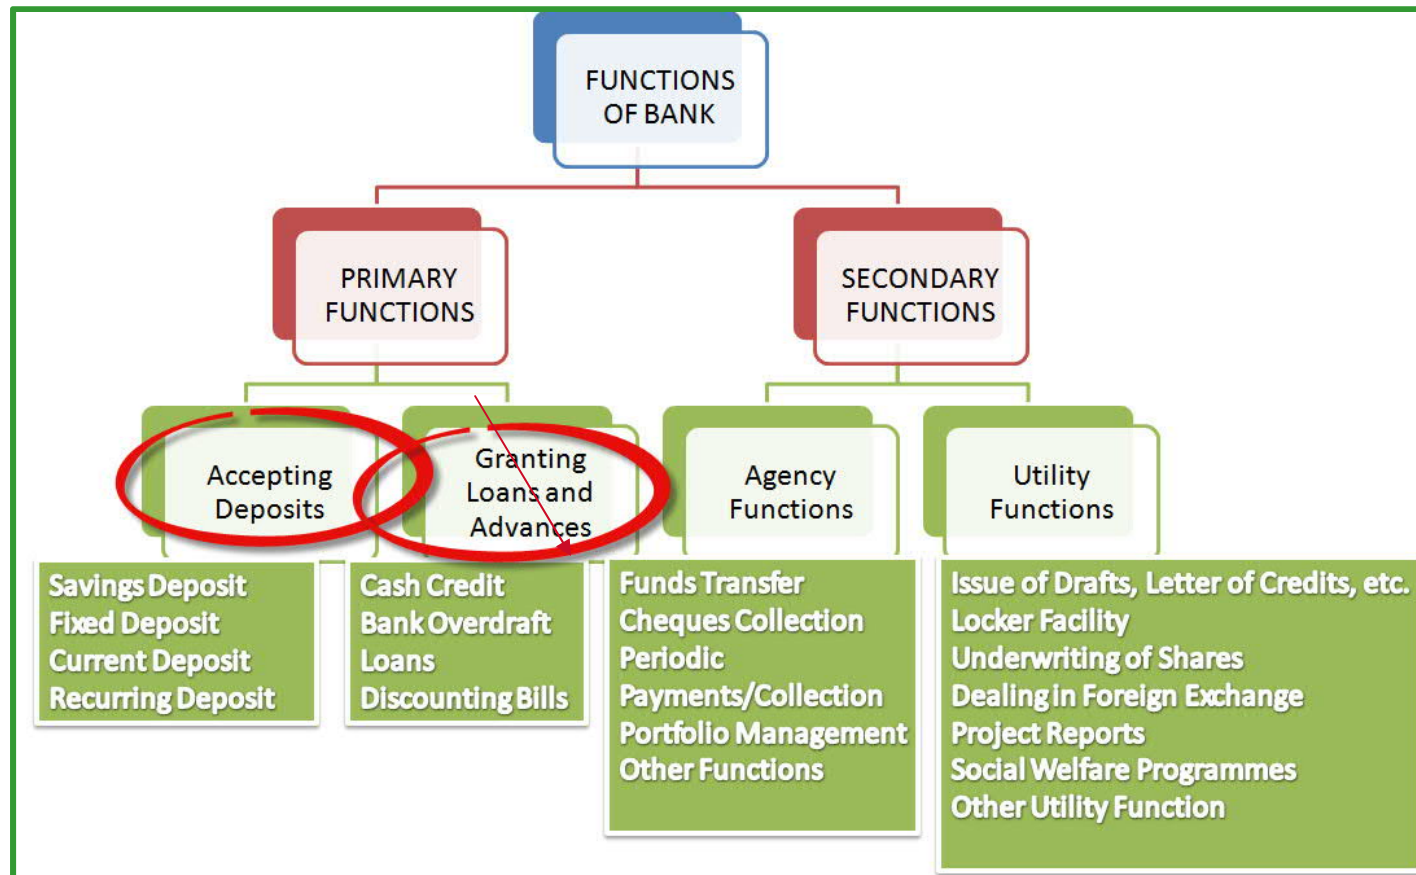 FUNCTIONS
OF BANK
PRIMARY
FUNCTIONS
SECONDARY
FUNCTIONS
Accepting
Deposits
Granting
Loans and
Advances
Agency
Functions
Utility
Functions
Savings Deposit
Fixed Deposit
Current Deposit
Recurring Deposit
Cash Credit
Bank Overdraft
Loans
Discounting Bills
Funds Transfer
Cheques Collection
Periodic
Payments/Collection
Portfolio Management
Other Functions
Issue of Drafts, Letter of Credits, etc.
Locker Facility
Underwriting of Shares
Dealing in Foreign Exchange
Project Reports
Social Welfare Programmes
Other Utility Function